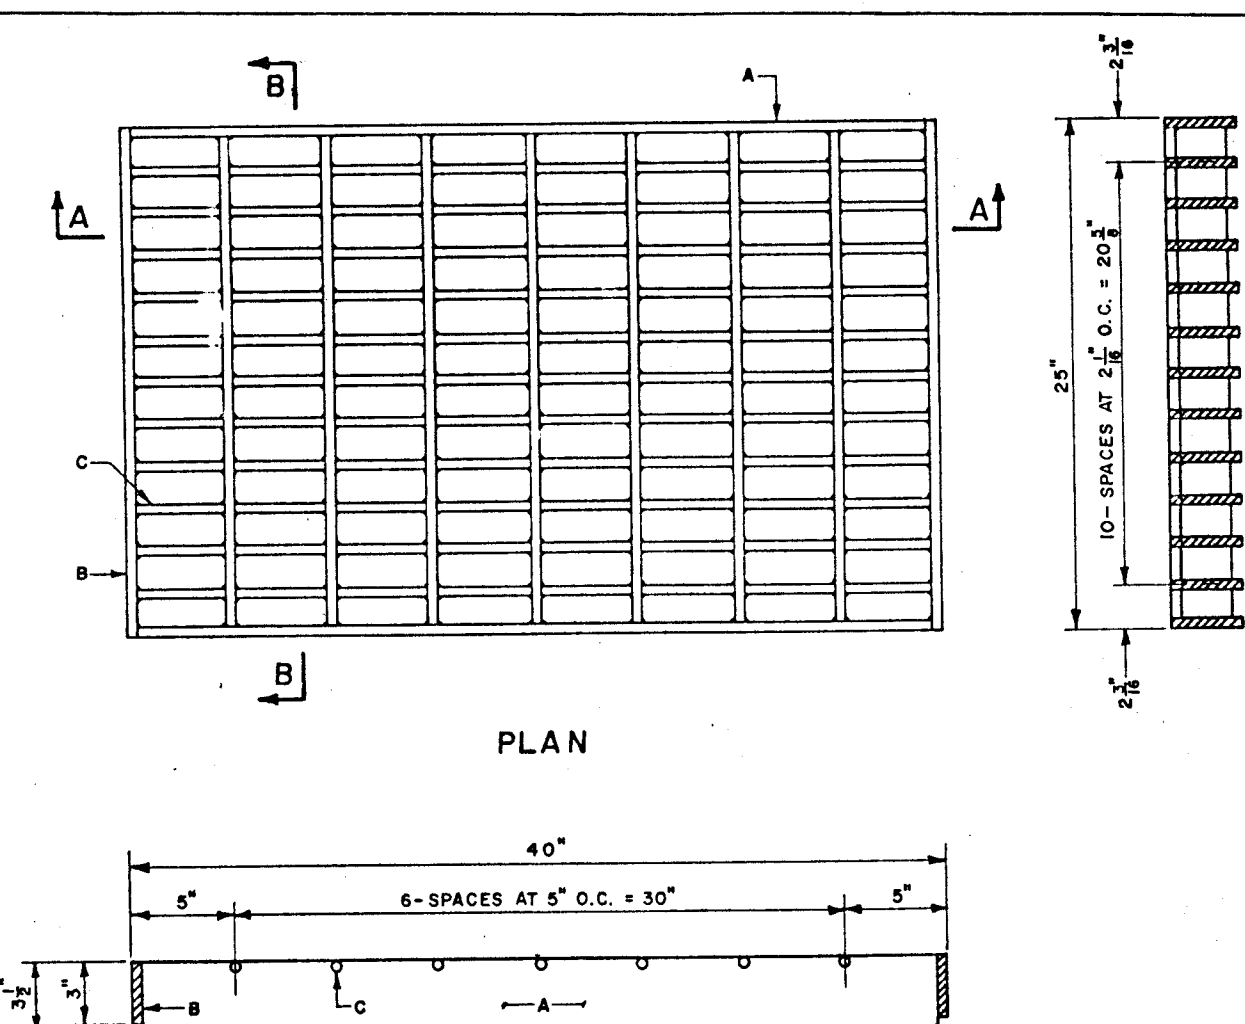 B
A
2 3/16"
A
A
25"
10- SPACES AT 2 1/16" O.C. = 20 5/8"
C
B
B
2 3/16"
PLAN
40"
5"
6-SPACES AT 5" O.C. = 30"
5"
3 1/2"
3"
B
C
A